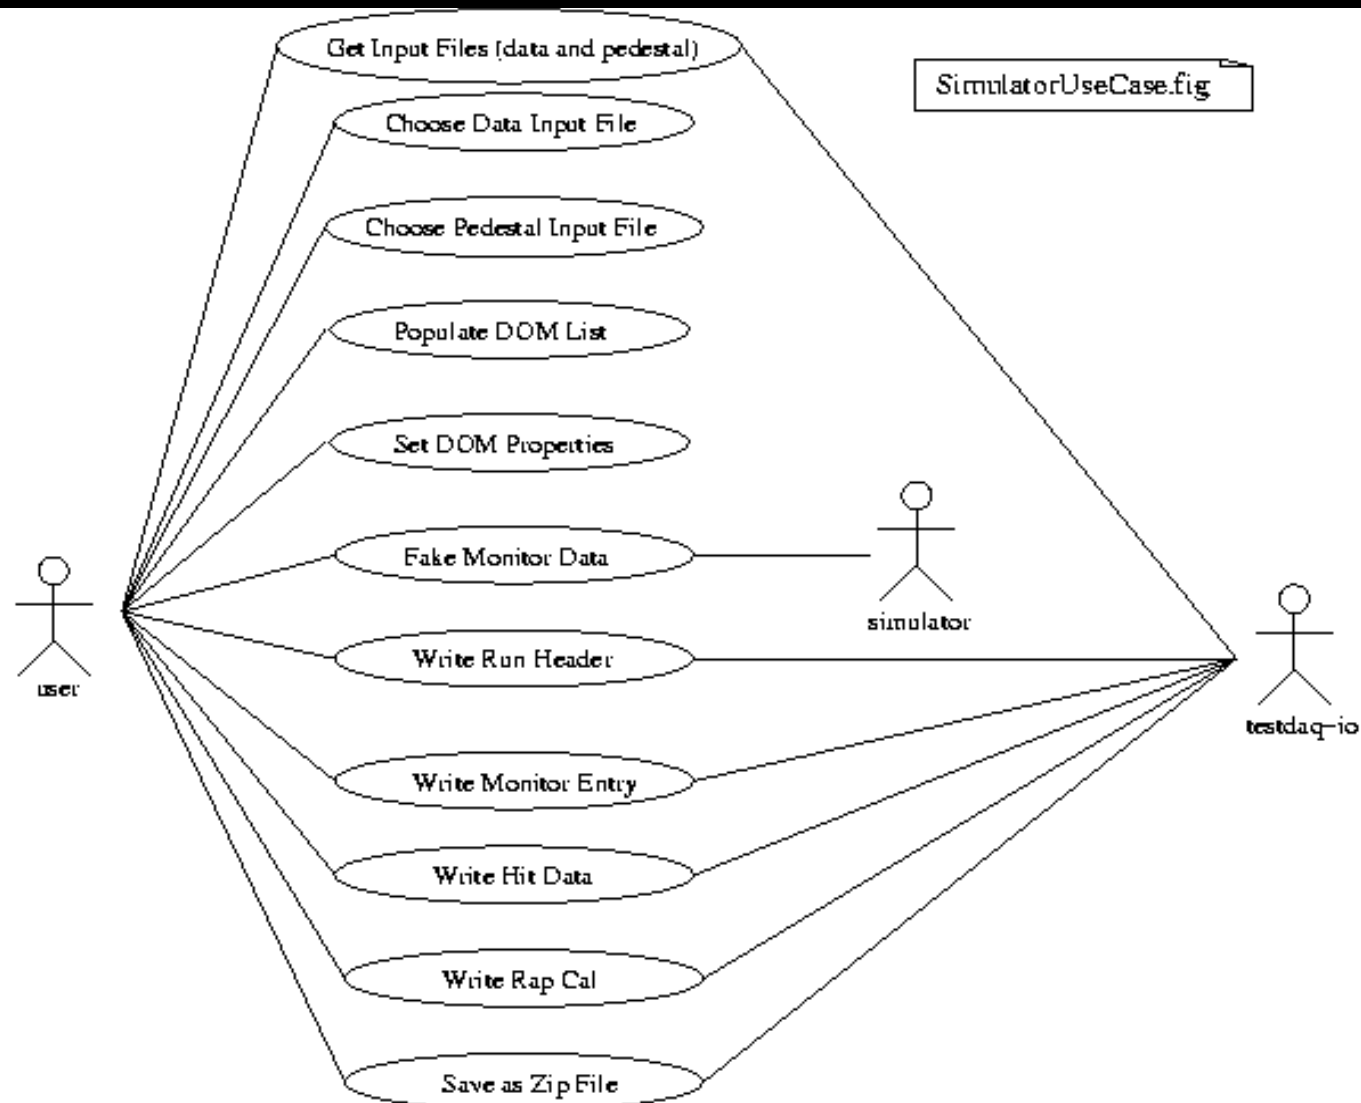 Get Input Files (data and pedestal)
SimulatorUseCase.fig
Choose Data Input File
Choose Pedestal Input File
Populate DOM List
Set DOM Properties
Fake Monitor Data
simulator
Write Run Header
user
testdaq-io
Write Monitor Entry
Write Hit Data
Write Rap Cal
Save as Zip File